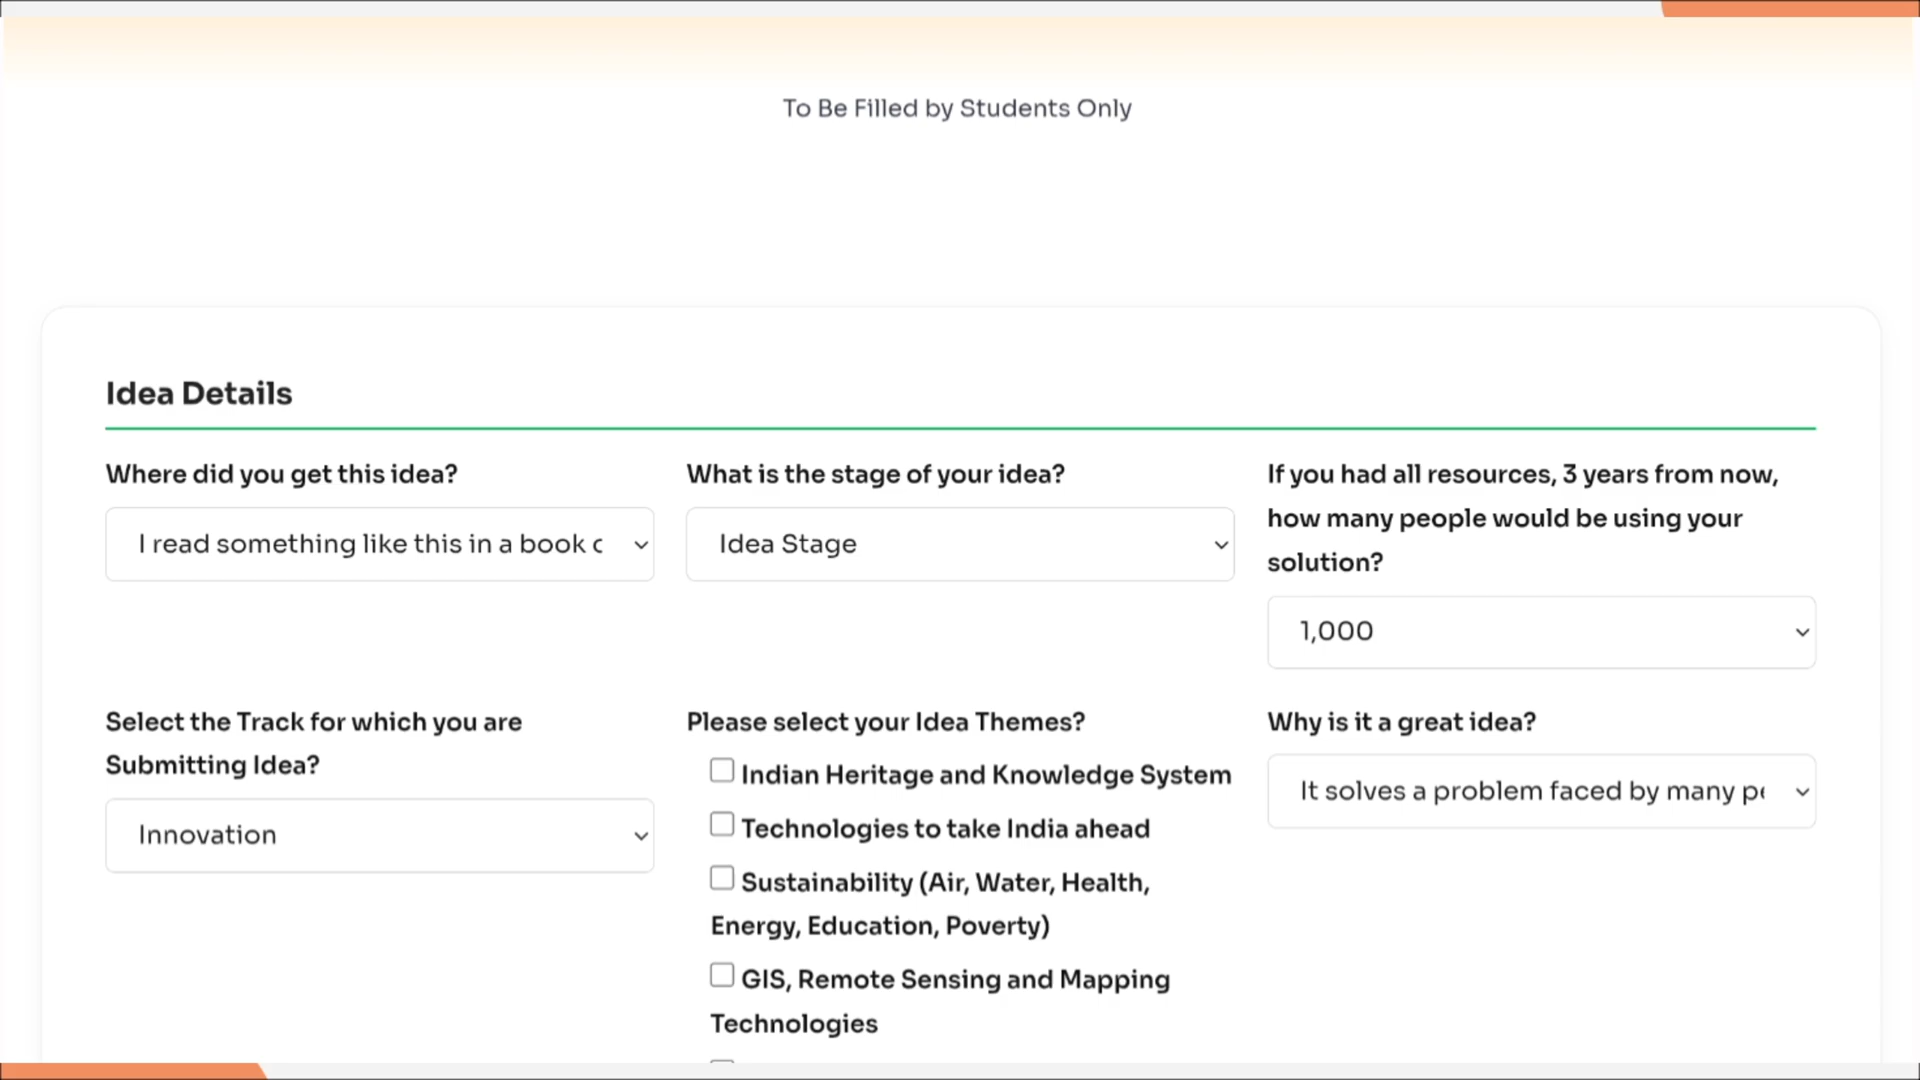 To Be Filled by Students Only
Idea Details
Where did you get this idea?
I read something like this in a book
What is the stage of your idea?
Idea Stage
If you had all resources, 3 years from now,
how many people would be using your
solution?
1,000
Select the Track for which you are
Submitting Idea?
Innovation
Please select your Idea Themes?
Indian Heritage and Knowledge System
Technologies to take India ahead
Sustainability (Air, Water, Health,
Energy, Education, Poverty)
GIS, Remote Sensing and Mapping
Technologies
Why is it a great idea?
It solves a problem faced by many